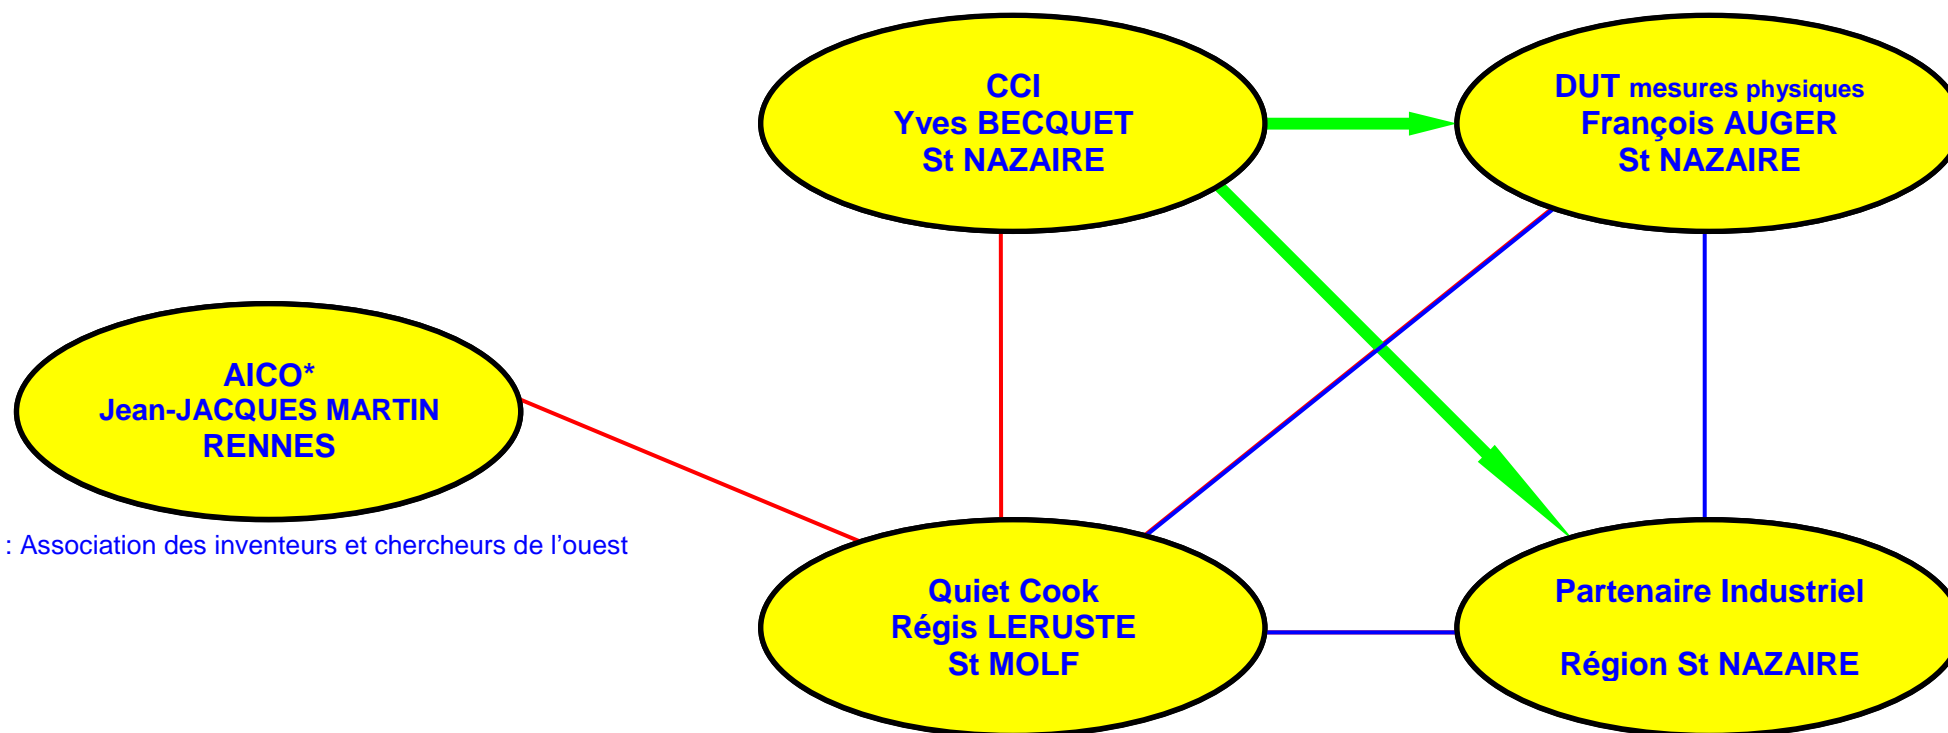 CCI
Yves BECQUET
St NAZAIRE
DUT mesures physiques
François AUGER
St NAZAIRE
AICO*
Jean-JACQUES MARTIN
RENNES
: Association des inventeurs et chercheurs de l’ouest
Quiet Cook
Régis LERUSTE
St MOLF
Partenaire Industriel
Région St NAZAIRE